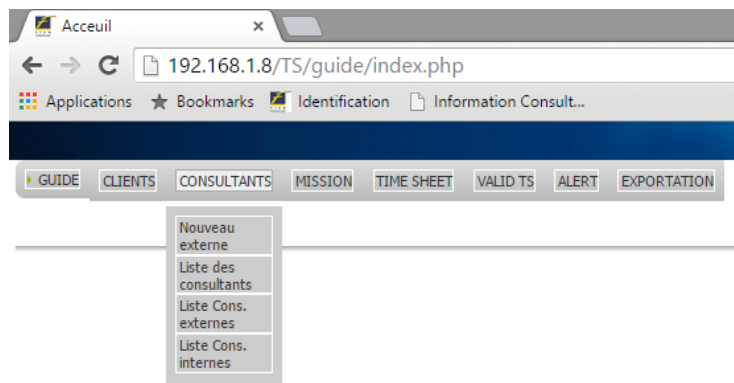 Acceuil
192.168.1.8/TS/guide/index.php
Applications Bookmarks Identification Information Consult...
GUIDE CLIENTS CONSULTANTS MISSION TIME SHEET VALID TS ALERT EXPORTATION
Nouveau
externe
Liste des
consultants
Liste Cons.
externes
Liste Cons.
internes